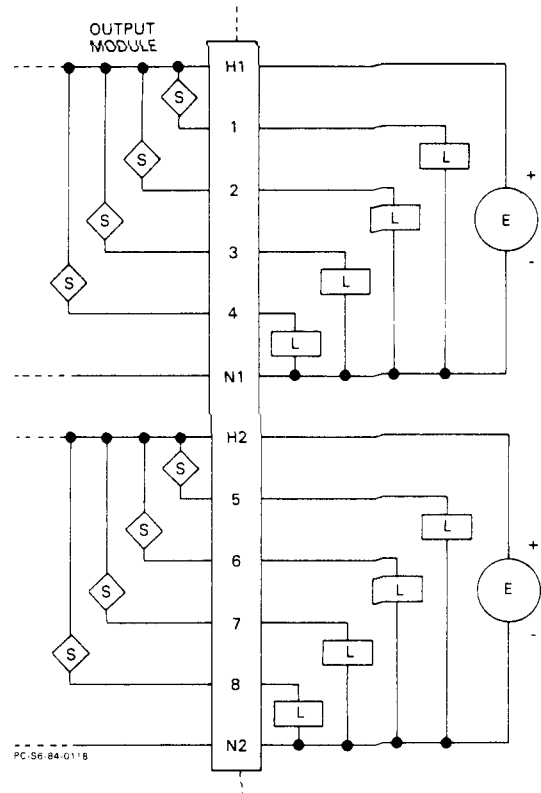 OUTPUT
MODULE
H1
S
1
L
+
S
2
L
E
S
3
-
L
S
4
L
N1
H2
S
5
L
+
S
6
L
E
S
7
-
L
S
8
L
N2
PC-S6-84-0118